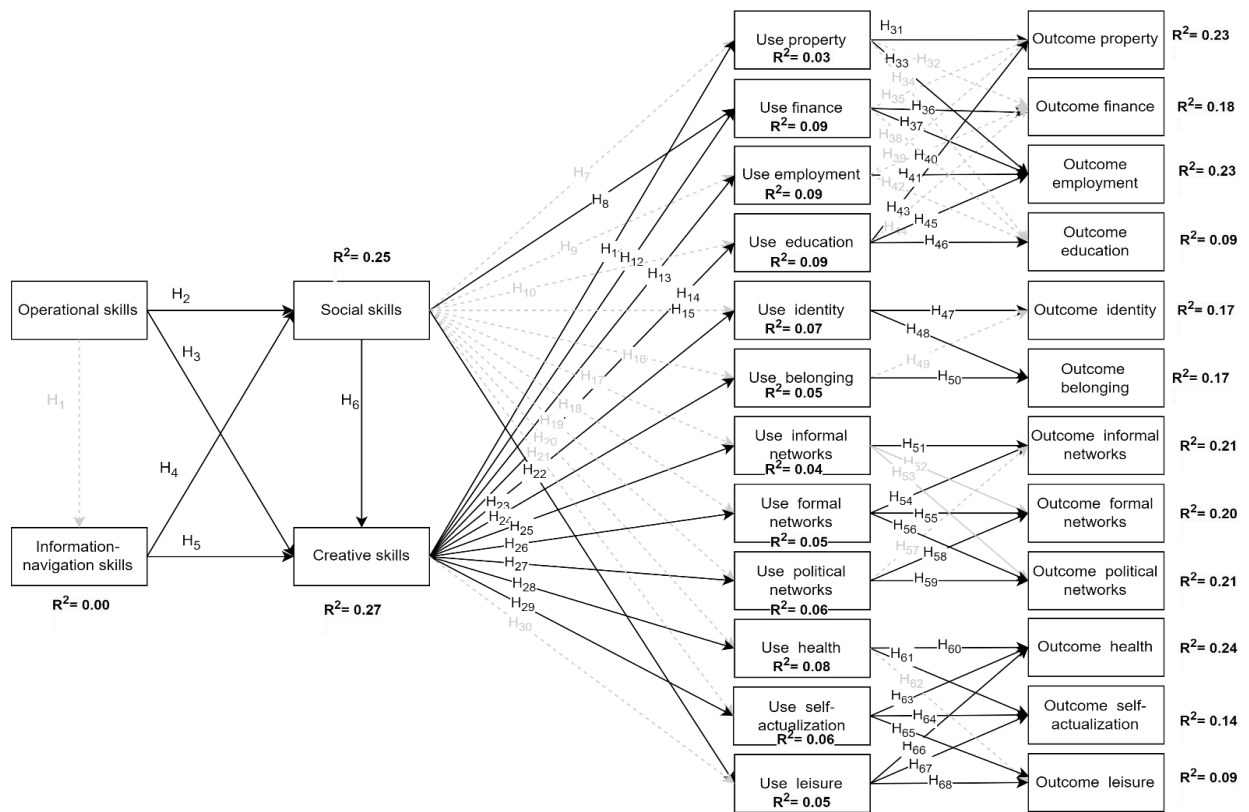 Operational skills
Information-
navigation skills
R²= 0.00
R²= 0.25
Social skills
Creative skills
R²= 0.27
H₁
H₂
H₃
H₄
H₅
H₆
H₇
H₈
H₉
H₁₀
H₁
H₁₂
H₁₃
H₁₄
H₁₅
H₁₆
H₁₇
H₁₈
H₁₉
H₂₀
H₂₁
H₂₂
H₂₃
H₂₄
H₂₅
H₂₆
H₂₇
H₂₈
H₂₉
H₃₀
Use property
R²= 0.03
Use finance
R²= 0.09
Use employment
R²= 0.09
Use education
R²= 0.09
Use identity
R²= 0.07
Use belonging
R²= 0.05
Use informal
networks
R²= 0.04
Use formal
networks
R²= 0.05
Use political
networks
R²= 0.06
Use health
R²= 0.08
Use self-
actualization
R²= 0.06
Use leisure
R²= 0.05
H₃₁
H₃₂
H₃₃
H₃₄
H₃₅
H₃₆
H₃₇
H₃₈
H₃₉
H₄₀
H₄₁
H₄₂
H₄₃
H₄₄
H₄₅
H₄₆
H₄₇
H₄₈
H₄₉
H₅₀
H₅₁
H₅₂
H₅₃
H₅₄
H₅₅
H₅₆
H₅₇
H₅₈
H₅₉
H₆₀
H₆₁
H₆₂
H₆₃
H₆₄
H₆₅
H₆₆
H₆₇
H₆₈
Outcome property
R²= 0.23
Outcome finance
R²= 0.18
Outcome
employment
R²= 0.23
Outcome
education
R²= 0.09
Outcome identity
R²= 0.17
Outcome
belonging
R²= 0.17
Outcome informal
networks
R²= 0.21
Outcome formal
networks
R²= 0.20
Outcome political
networks
R²= 0.21
Outcome health
R²= 0.24
Outcome self-
actualization
R²= 0.14
Outcome leisure
R²= 0.09